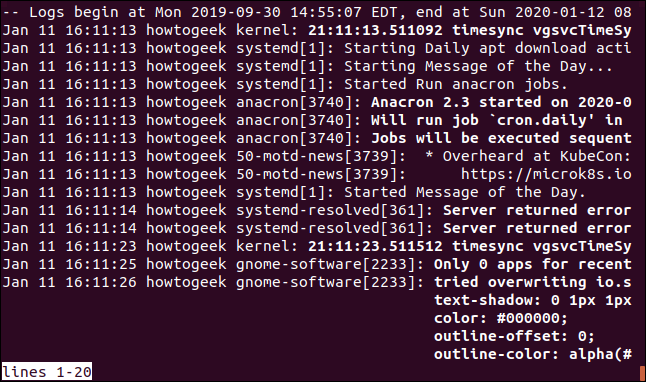 -- Logs begin at Mon 2019-09-30 14:55:07 EDT, end at Sun 2020-01-12 08
Jan 11 16:11:13 howtogeek kernel: 21:11:13.511092 timesync vgsvcTimeSy
Jan 11 16:11:13 howtogeek systemd[1]: Starting Daily apt download acti
Jan 11 16:11:13 howtogeek systemd[1]: Starting Message of the Day...
Jan 11 16:11:13 howtogeek systemd[1]: Started Run anacron jobs.
Jan 11 16:11:13 howtogeek anacron[3740]: Anacron 2.3 started on 2020-0
Jan 11 16:11:13 howtogeek anacron[3740]: Will run job `cron.daily' in
Jan 11 16:11:13 howtogeek anacron[3740]: Jobs will be executed sequent
Jan 11 16:11:13 howtogeek 50-motd-news[3739]:  * Overheard at KubeCon:
Jan 11 16:11:13 howtogeek 50-motd-news[3739]:      https://microk8s.io
Jan 11 16:11:13 howtogeek systemd[1]: Started Message of the Day.
Jan 11 16:11:14 howtogeek systemd-resolved[361]: Server returned error
Jan 11 16:11:14 howtogeek systemd-resolved[361]: Server returned error
Jan 11 16:11:23 howtogeek kernel: 21:11:23.511512 timesync vgsvcTimeSy
Jan 11 16:11:25 howtogeek gnome-software[2233]: Only 0 apps for recent
Jan 11 16:11:26 howtogeek gnome-software[2233]: tried overwriting io.s
text-shadow: 0 1px 1px
color: #000000;
outline-offset: 0;
outline-color: alpha(#
lines 1-20